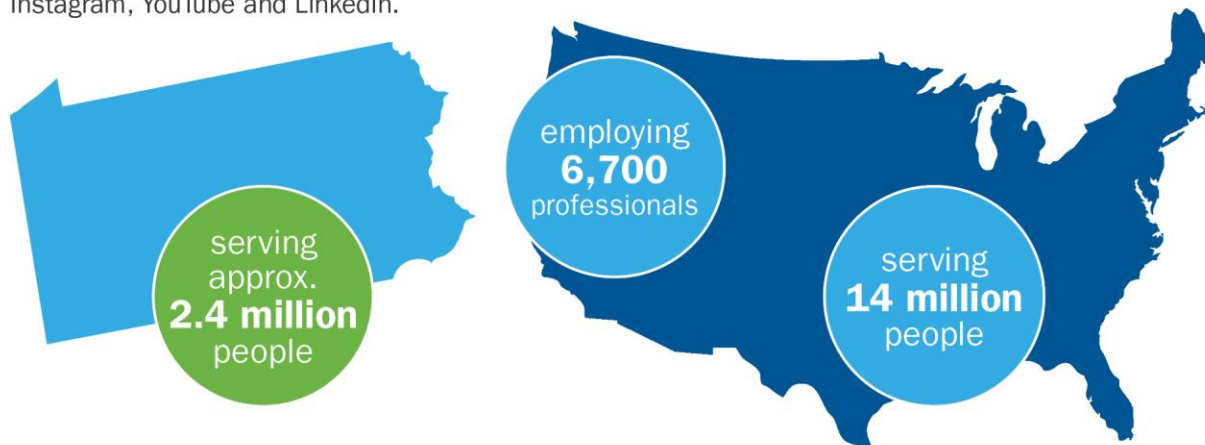 Instagram, YouTube and LinkedIn.
serving
approx.
2.4 million
people
employing
6,700
professionals
serving
14 million
people